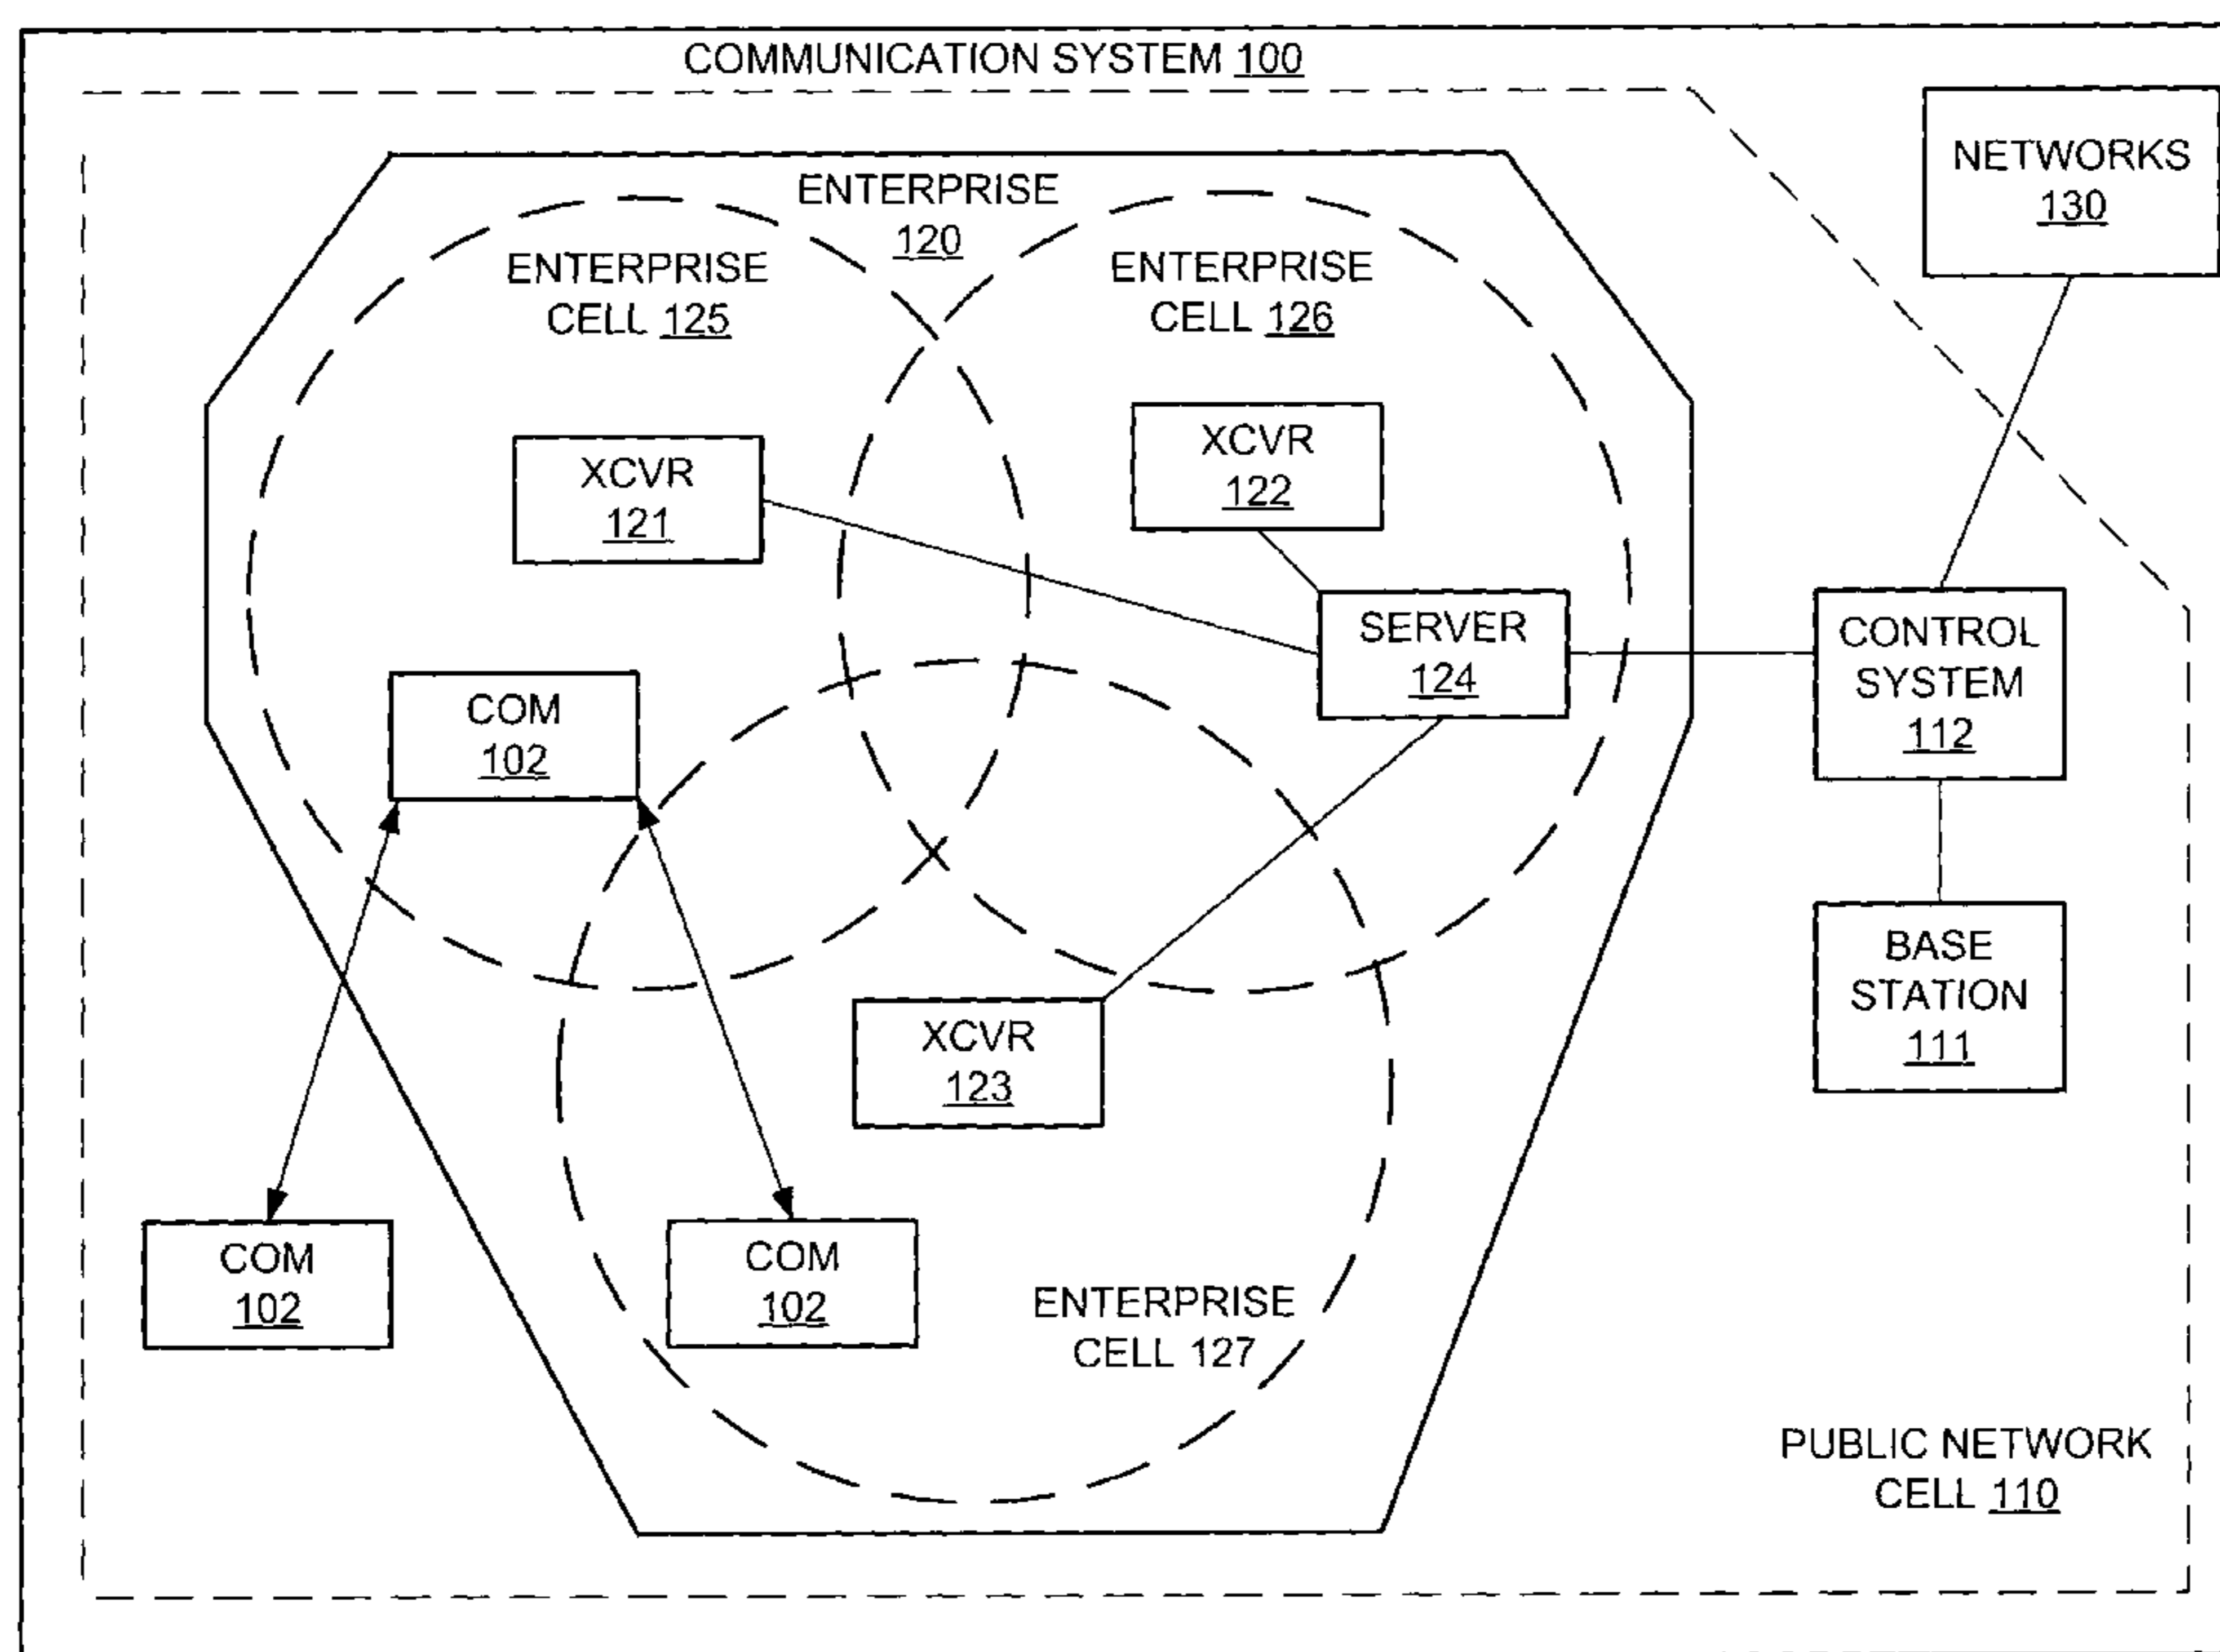 COMMUNICATION SYSTEM 100
NETWORKS
130
ENTERPRISE
120
ENTERPRISE
CELL 125
ENTERPRISE
CELL 126
XCVR
121
XCVR
122
SERVER
124
CONTROL
SYSTEM
112
COM
102
BASE
STATION
111
XCVR
123
COM
102
COM
102
ENTERPRISE
CELL 127
PUBLIC NETWORK
CELL 110